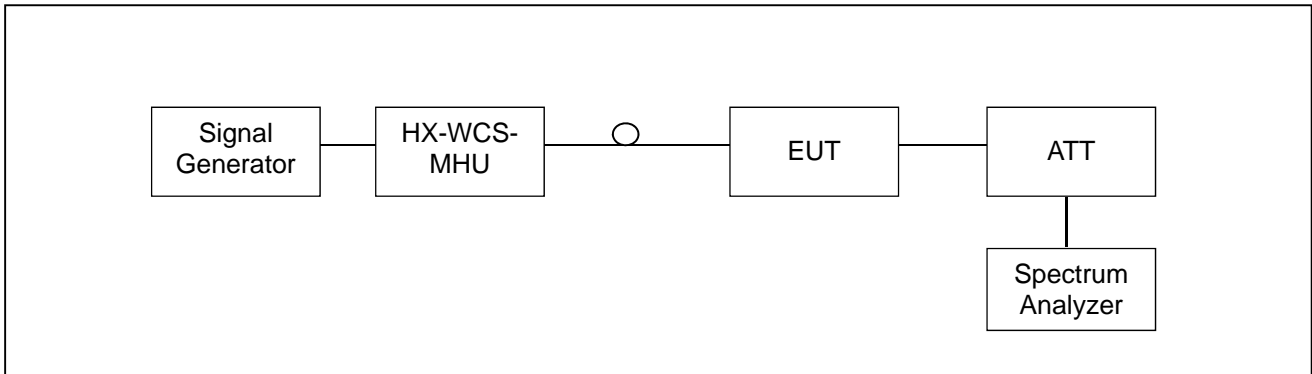 Signal
Generator
HX-WCS-
MHU
EUT
ATT
Spectrum
Analyzer